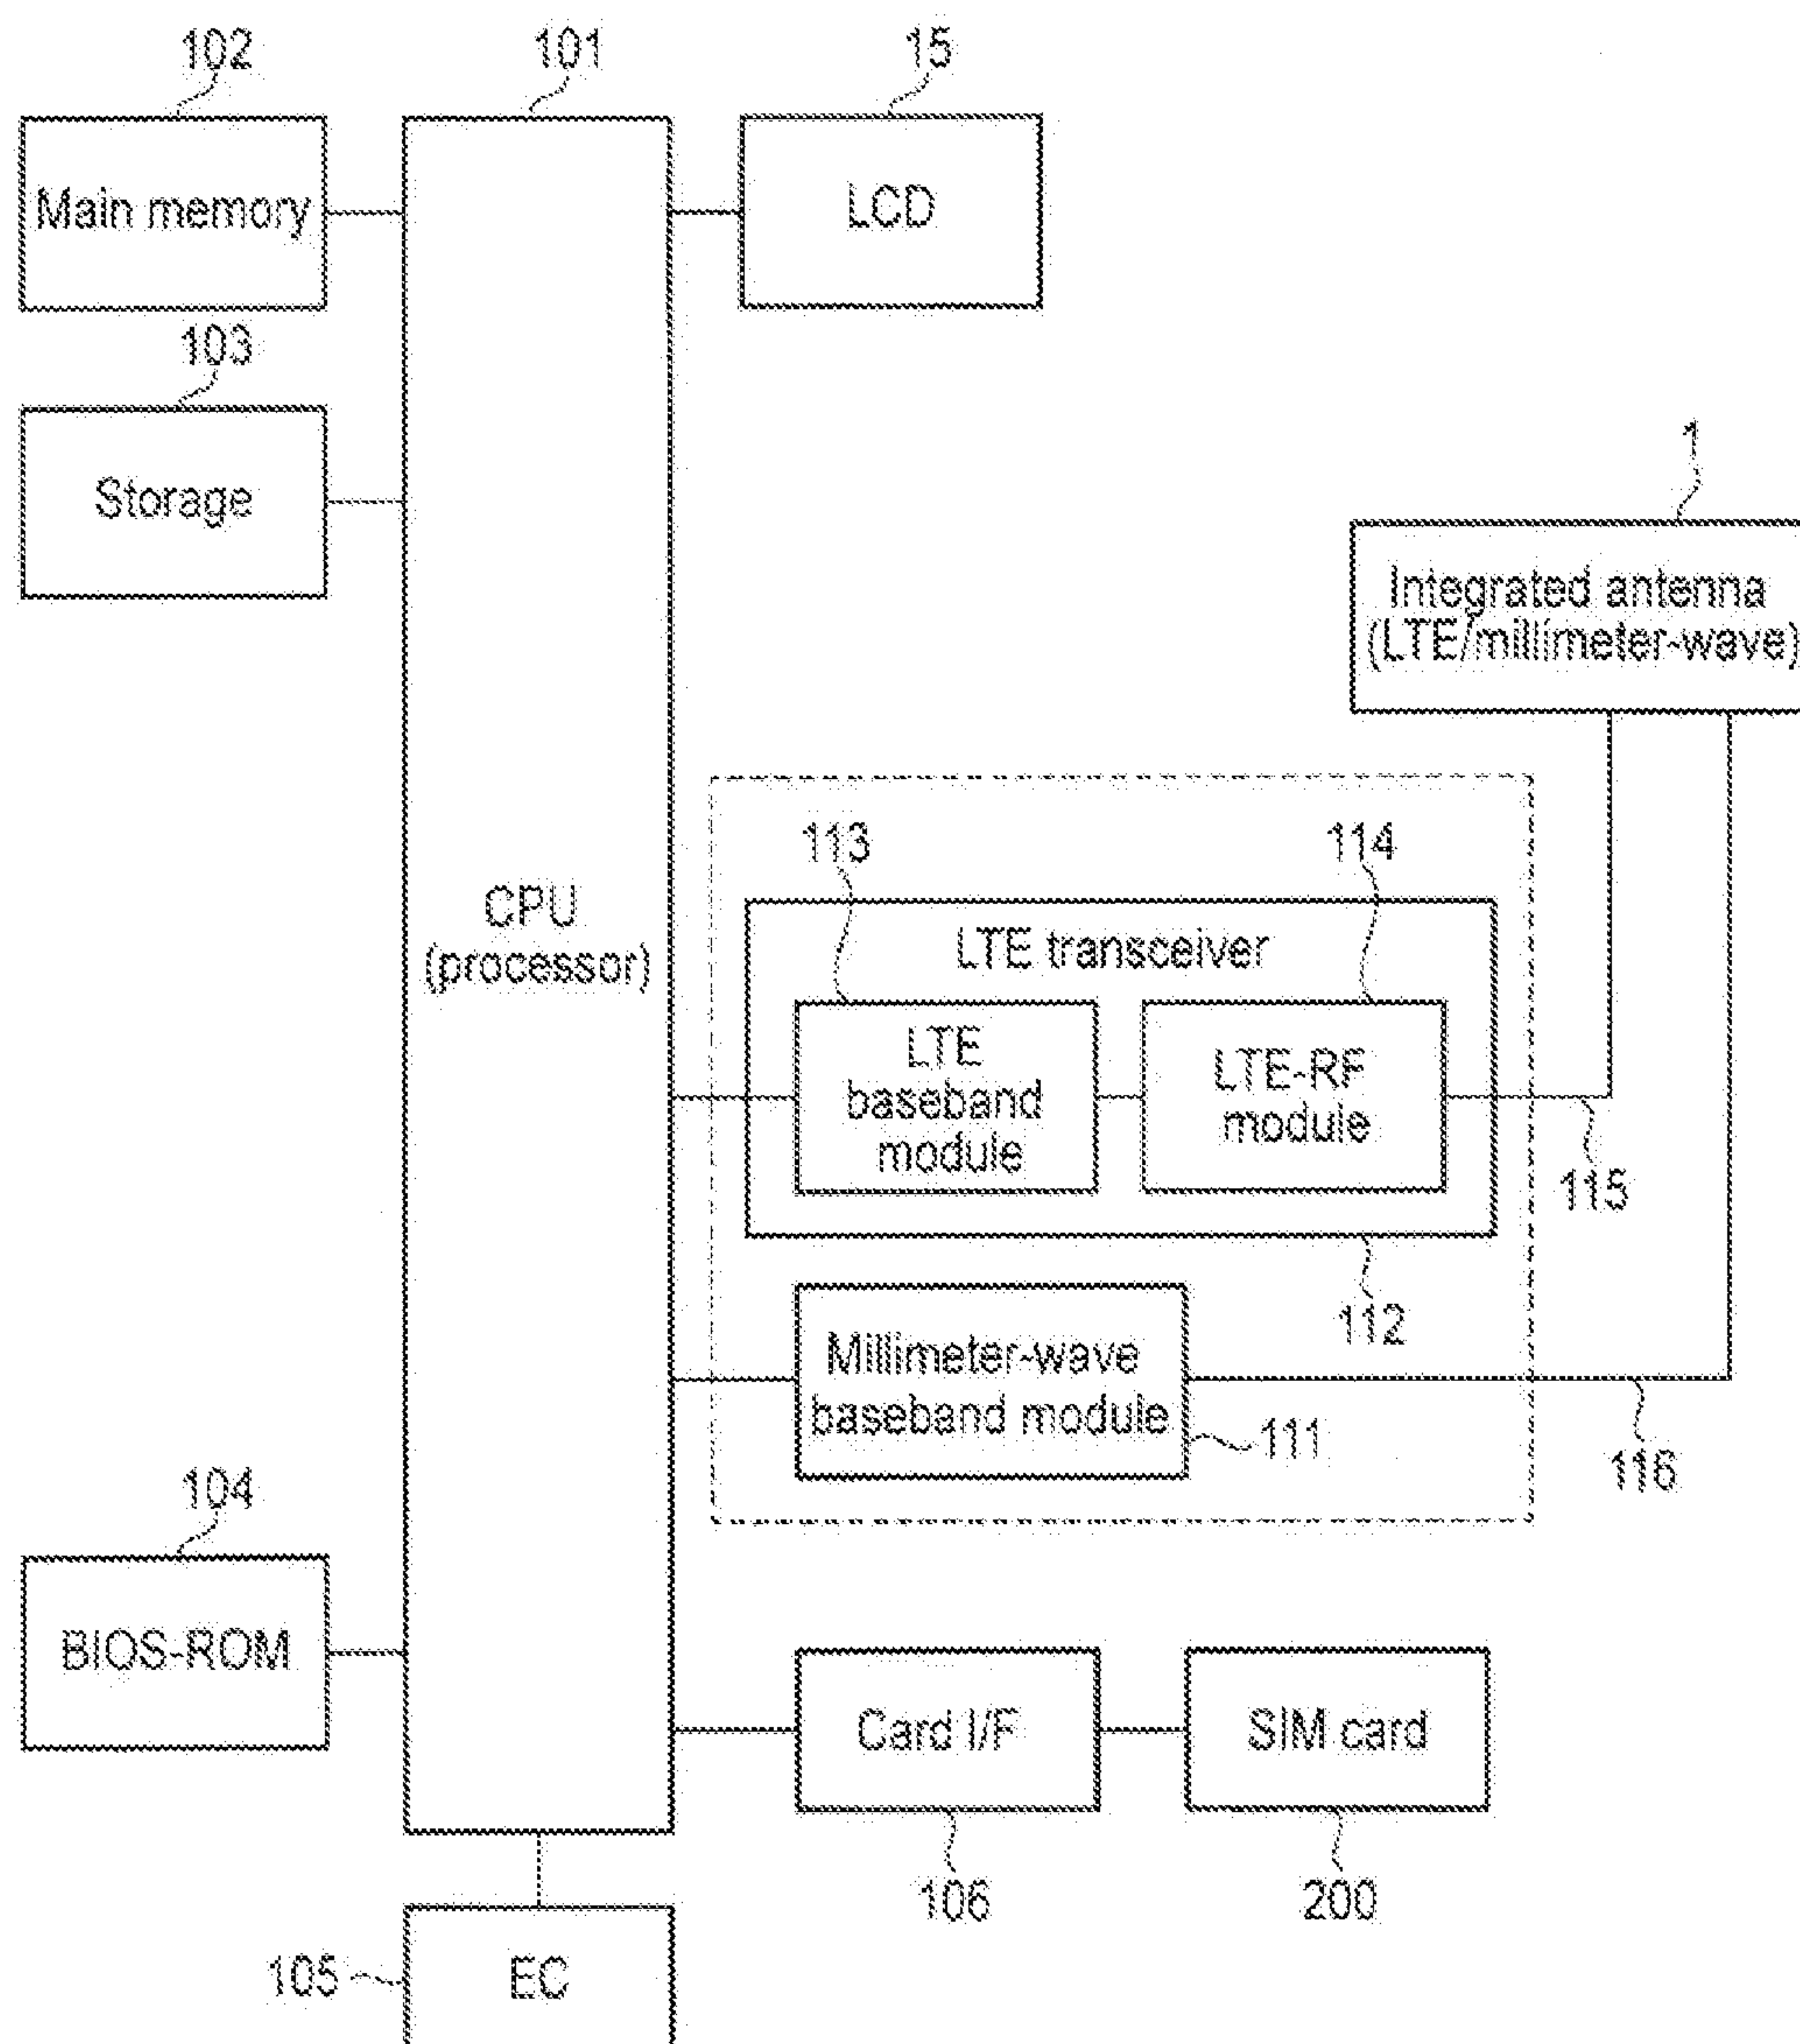 102
101
15
Main memory
LCD
103
Storage
1
Integrated antenna
(LTE/millimeter-wave)
113
114
CPU
(processor)
LTE transceiver
LTE
baseband
module
LTE-RF
module
115
112
Millimeter-wave
baseband module
111
116
104
BIOS-ROM
Card I/F
SIM card
106
200
105
EC